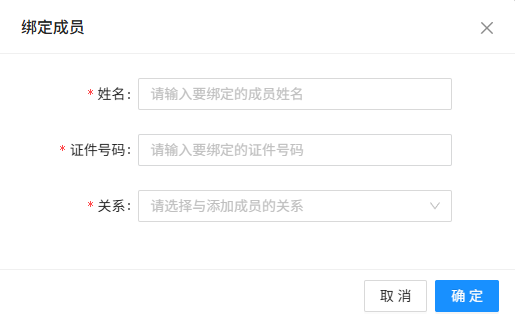 绑定成员
* 姓名: 请输入要绑定的成员姓名
* 证件号码: 请输入要绑定的证件号码
* 关系: 请选择与添加成员的关系
取 消 确 定